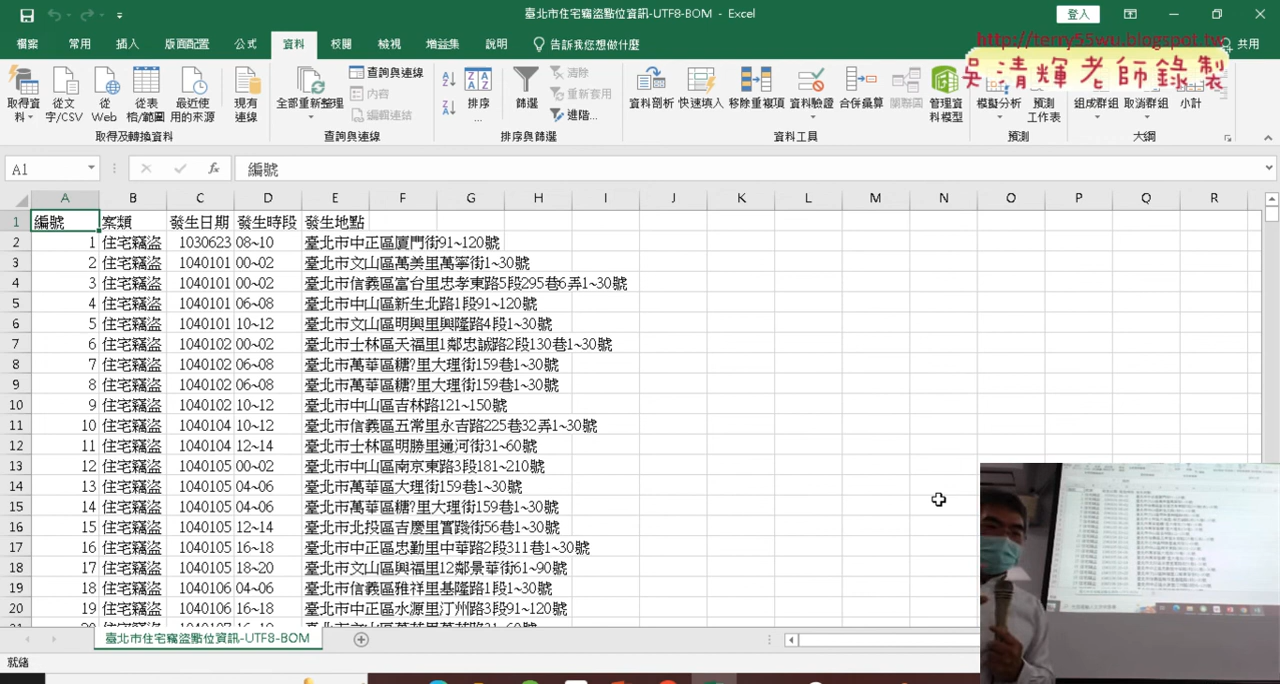 臺北市住宅竊盜點位資訊-UTF8-BOM - Excel
登入
檔案 常用 插入 版面配置 公式 資料 校閱 檢視 增益集 說明 告訴我您想做什麼 共用
http://terry55wu.blogspot.tw
吳清輝老師錄製
取得資料 從文字/CSV 從Web 從表格/範圍 最近使用的來源 現有連線 全部重新整理 查詢與連線 內容 編輯連結 排序... 篩選 清除 重新套用 進階... 資料剖析 快速填入 移除重複項 資料驗證 合併彙算 關聯圖 管理資料模型 模擬分析 預測工作表 組成群組 取消群組 小計
取得及轉換資料 查詢與連線 排序與篩選 資料工具 預測 大綱
A1 fx 編號
A B C D E F G H I J K L M N O P Q R
1 編號 案類 發生日期 發生時段 發生地點
2 1 住宅竊盜 1030623 08~10 臺北市中正區廈門街91~120號
3 2 住宅竊盜 1040101 00~02 臺北市文山區萬美里萬寧街1~30號
4 3 住宅竊盜 1040101 00~02 臺北市信義區富台里忠孝東路5段295巷6弄1~30號
5 4 住宅竊盜 1040101 06~08 臺北市中山區新生北路1段91~120號
6 5 住宅竊盜 1040101 10~12 臺北市文山區明興里興隆路4段1~30號
7 6 住宅竊盜 1040102 00~02 臺北市士林區天福里1鄰忠誠路2段130巷1~30號
8 7 住宅竊盜 1040102 06~08 臺北市萬華區糖?里大理街159巷1~30號
9 8 住宅竊盜 1040102 06~08 臺北市萬華區糖?里大理街159巷1~30號
10 9 住宅竊盜 1040102 10~12 臺北市中山區吉林路121~150號
11 10 住宅竊盜 1040104 10~12 臺北市信義區五常里永吉路225巷32弄1~30號
12 11 住宅竊盜 1040104 12~14 臺北市士林區明勝里通河街31~60號
13 12 住宅竊盜 1040105 00~02 臺北市中山區南京東路3段181~210號
14 13 住宅竊盜 1040105 04~06 臺北市萬華區大理街159巷1~30號
15 14 住宅竊盜 1040105 04~06 臺北市萬華區糖?里大理街159巷1~30號
16 15 住宅竊盜 1040105 12~14 臺北市北投區吉慶里 街56巷1~30號
17 16 住宅竊盜 1040105 16~18 臺北市中正區忠勤里中華路2段311巷1~30號
18 17 住宅竊盜 1040105 18~20 臺北市文山區興福里12鄰景華街61~90號
19 18 住宅竊盜 1040106 04~06 臺北市信義區雅祥里基隆路1段1~30號
20 19 住宅竊盜 1040106 16~18 臺北市中正區水源里汀州路3段91~120號
臺北市住宅竊盜點位資訊-UTF8-BOM
就緒